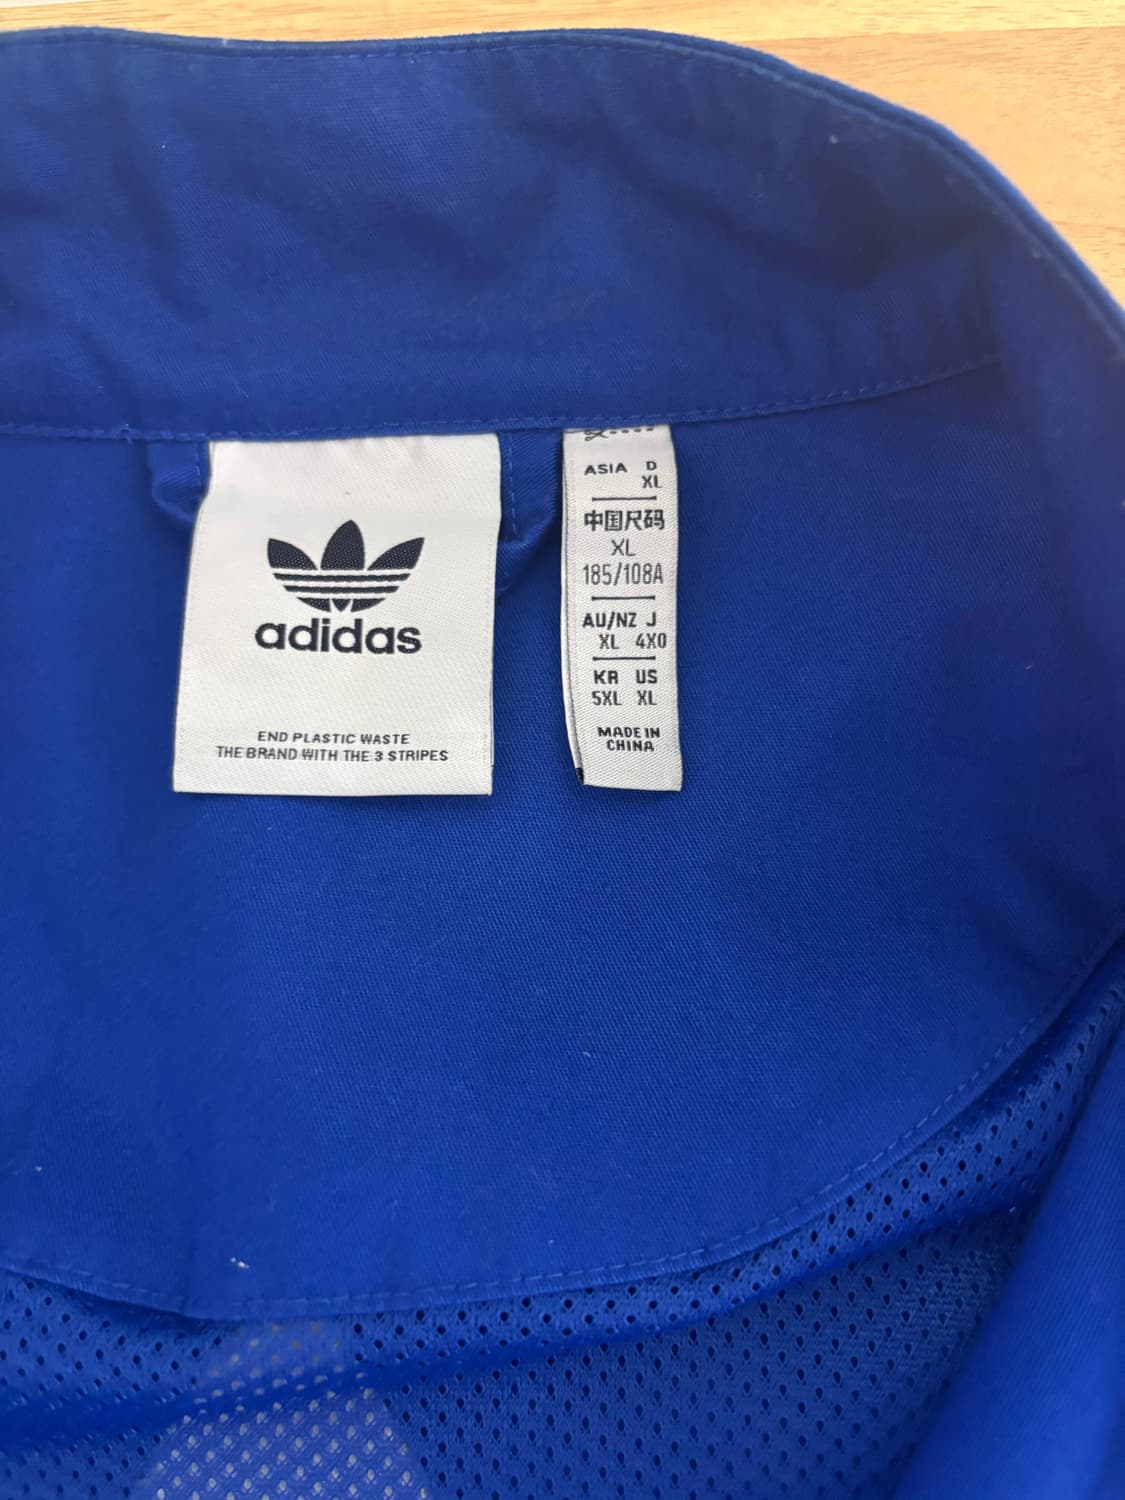 adidas
END PLASTIC WASTE
THE BRAND WITH THE 3 STRIPES
ASIA D
XL
中国尺码
XL
185/108A
AU/NZ J
XL 4XO
KR US
5XL XL
MADE IN
CHINA